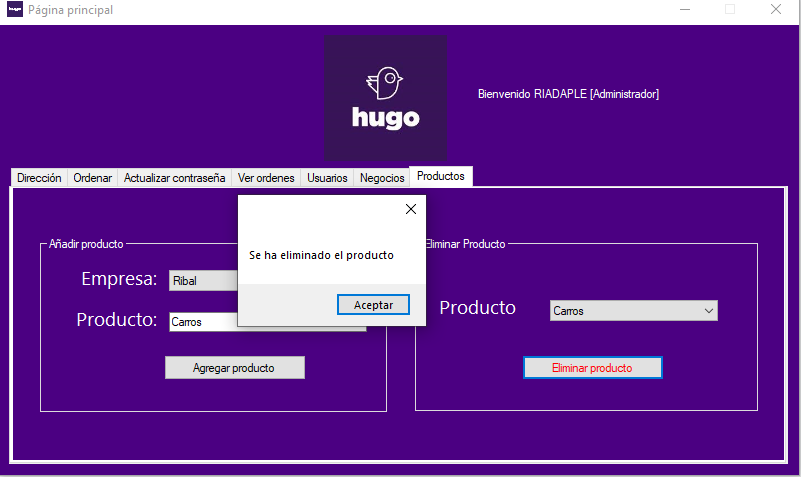 hugo
Página principal
hugo
Bienvenido RIADAPLE [Administrador]
Dirección
Ordenar
Actualizar contraseña
Ver ordenes
Usuarios
Negocios
Productos
Añadir producto
Empresa:
Ribal
Producto:
Carros
Agregar producto
Se ha eliminado el producto
Aceptar
Eliminar Producto
Producto
Carros
Eliminar producto